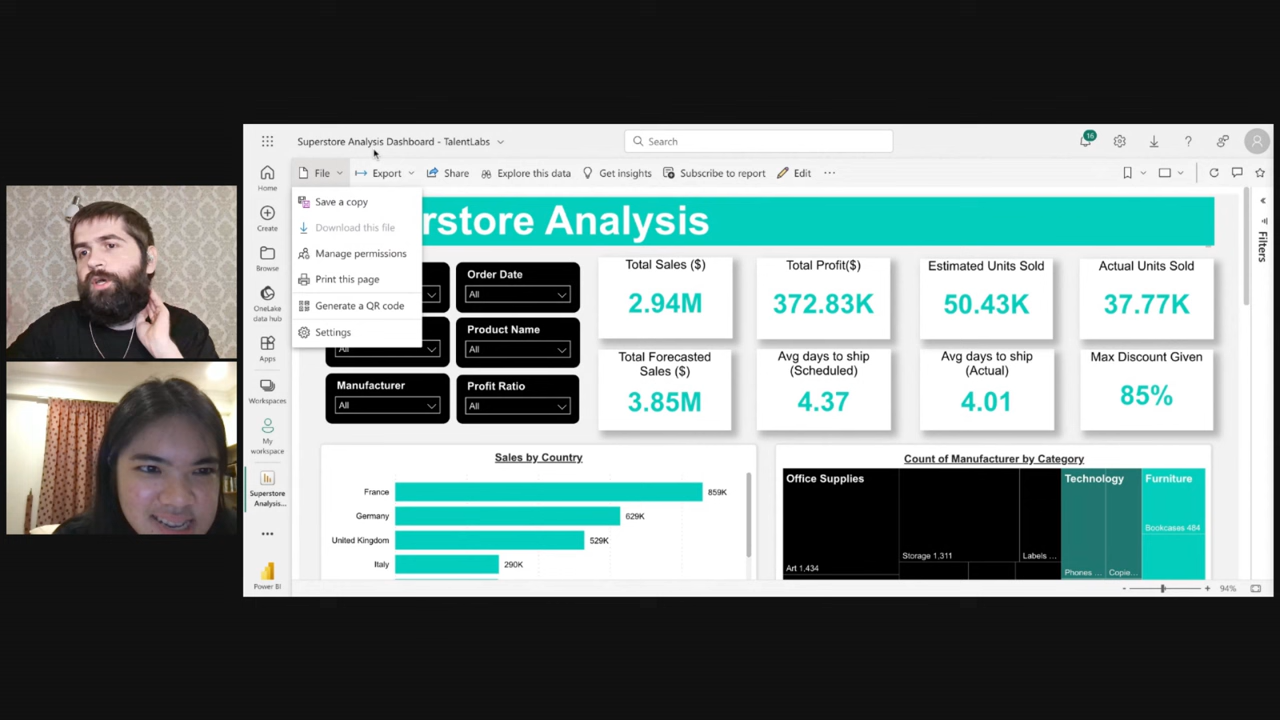 Superstore Analysis Dashboard - TalentLabs
Search
16
Home
Create
Browse
OneLake
data hub
Apps
Workspaces
My
workspace
Superstore
Analysis...
Power BI
File
Export
Share
Explore this data
Get insights
Subscribe to report
Edit
Save a copy
Download this file
Manage permissions
Print this page
Generate a QR code
Settings
rstore Analysis
Order Date
All
Product Name
All
All
Manufacturer
All
Profit Ratio
All
Total Sales ($)
2.94M
Total Profit($)
372.83K
Estimated Units Sold
50.43K
Actual Units Sold
37.77K
Total Forecasted
Sales ($)
3.85M
Avg days to ship
(Scheduled)
4.37
Avg days to ship
(Actual)
4.01
Max Discount Given
85%
Filters
Sales by Country
France
859K
Germany
629K
United Kingdom
529K
Italy
290K
Count of Manufacturer by Category
Office Supplies
Technology
Furniture
Bookcases 484
Storage 1,311
Labels ...
Art 1,434
Phones ...
Copie...
94%